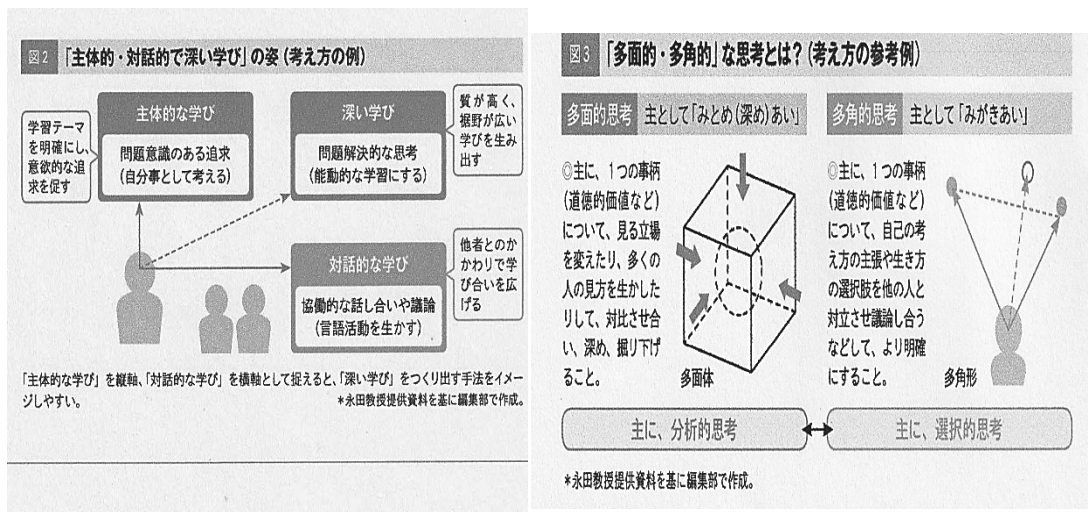 図2 「主体的・対話的で深い学び」の姿（考え方の例）
学習テーマ
を明確にし、
意欲的な追
求を促す
主体的な学び
問題意識のある追求
（自分事として考える）
深い学び
問題解決的な思考
（能動的な学習にする）
質が高く、
裾野が広い
学びを生み
出す
対話的な学び
協働的な話し合いや議論
（言語活動を生かす）
他者とのか
かわりで学
び合いを広
げる
「主体的な学び」を縦軸、「対話的な学び」を横軸として捉えると、「深い学び」をつくり出す手法をイメー
ジしやすい。
＊永田教授提供資料を基に編集部で作成。
図3 「多面的・多角的」な思考とは？（考え方の参考例）
多面的思考 主として「みとめ（深め）あい」
◎主に、1つの事柄
（道徳的価値など）
について、見る立場
を変えたり、多くの
人の見方を生かした
りして、対比させ合
い、深め、掘り下げ
ること。
多面体
多角的思考 主として「みがきあい」
◎主に、1つの事柄
（道徳的価値など）
について、自己の考
え方の主張や生き方
の選択肢を他の人と
対立させ議論し合う
などして、より明確
にすること。
多角形
主に、分析的思考
主に、選択的思考
＊永田教授提供資料を基に編集部で作成。